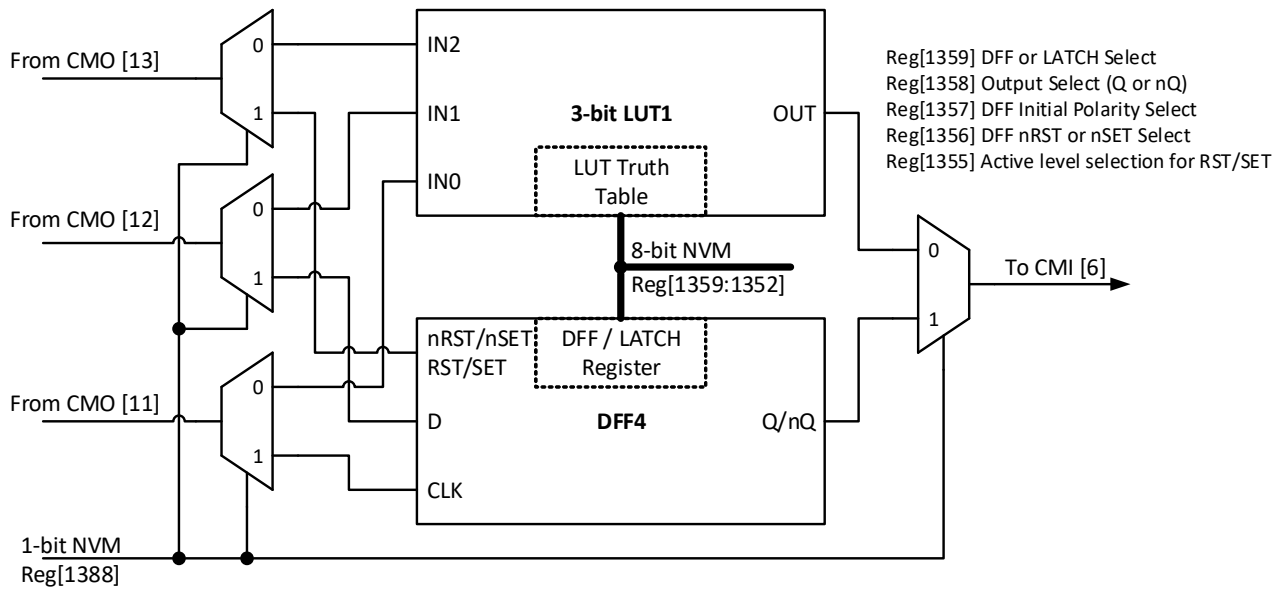 From CMO [13]
0
1
IN2
IN1
3-bit LUT1
OUT
IN0
LUT Truth
Table
Reg[1359] DFF or LATCH Select
Reg[1358] Output Select (Q or nQ)
Reg[1357] DFF Initial Polarity Select
Reg[1356] DFF nRST or nSET Select
Reg[1355] Active level selection for RST/SET
From CMO [12]
0
1
8-bit NVM
Reg[1359:1352]
0
1
To CMI [6]
nRST/nSET
RST/SET
DFF / LATCH
Register
From CMO [11]
0
1
D
DFF4
Q/nQ
CLK
1-bit NVM
Reg[1388]